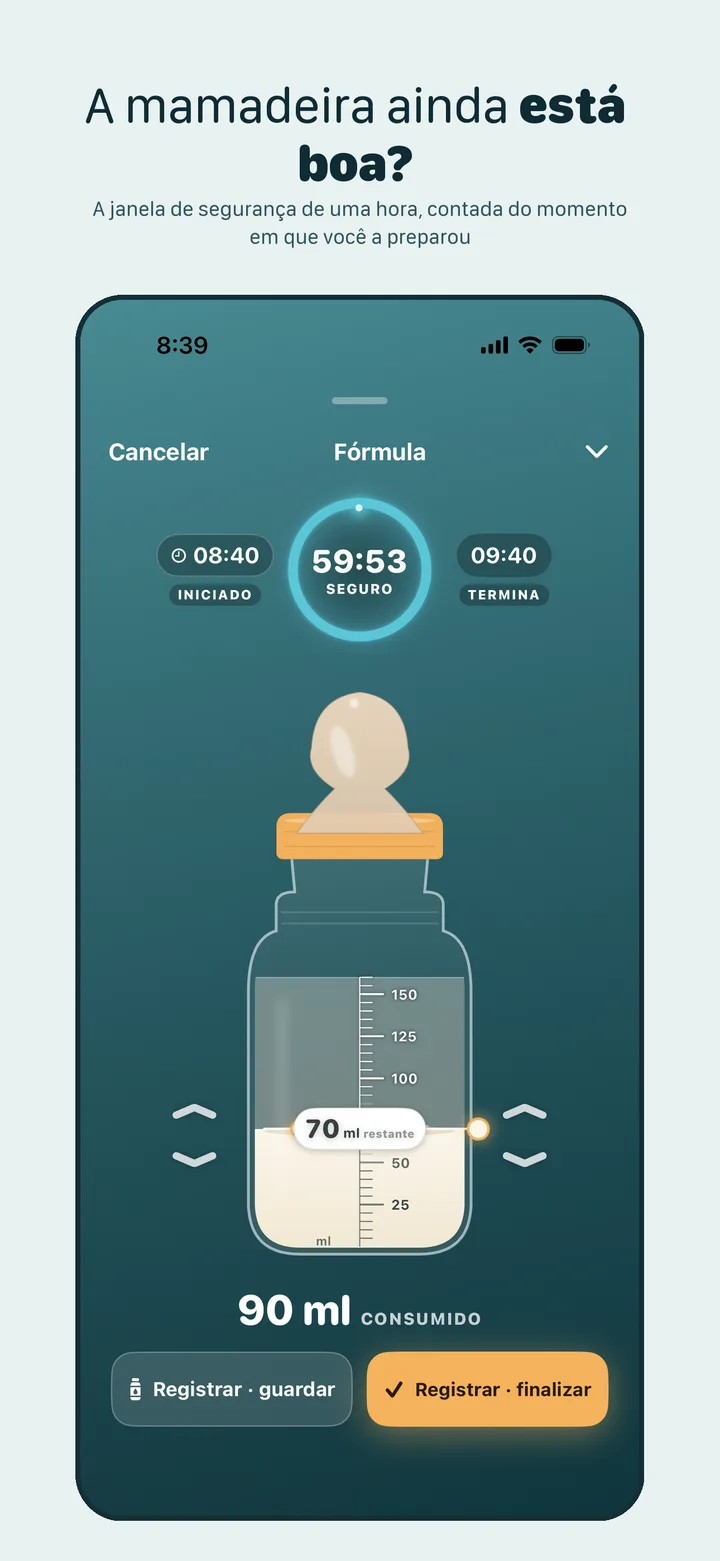 A mamadeira ainda está
boa?
A janela de segurança de uma hora, contada do momento
em que você a preparou
8:39
Cancelar
Fórmula
08:40
INICIADO
59:53
SEGURO
09:40
TERMINA
150
125
100
70 ml restante
50
25
ml
90 ml CONSUMIDO
Registrar · guardar
Registrar · finalizar